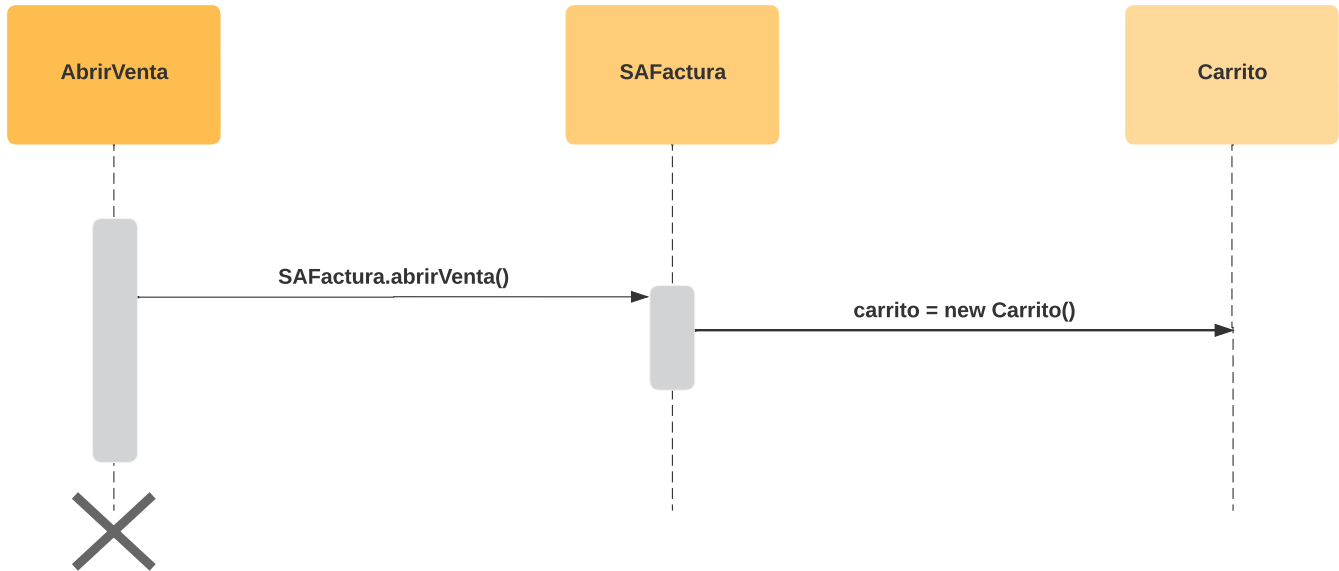 AbrirVenta
SAFactura
Carrito
SAFactura.abrirVenta()
carrito = new Carrito()